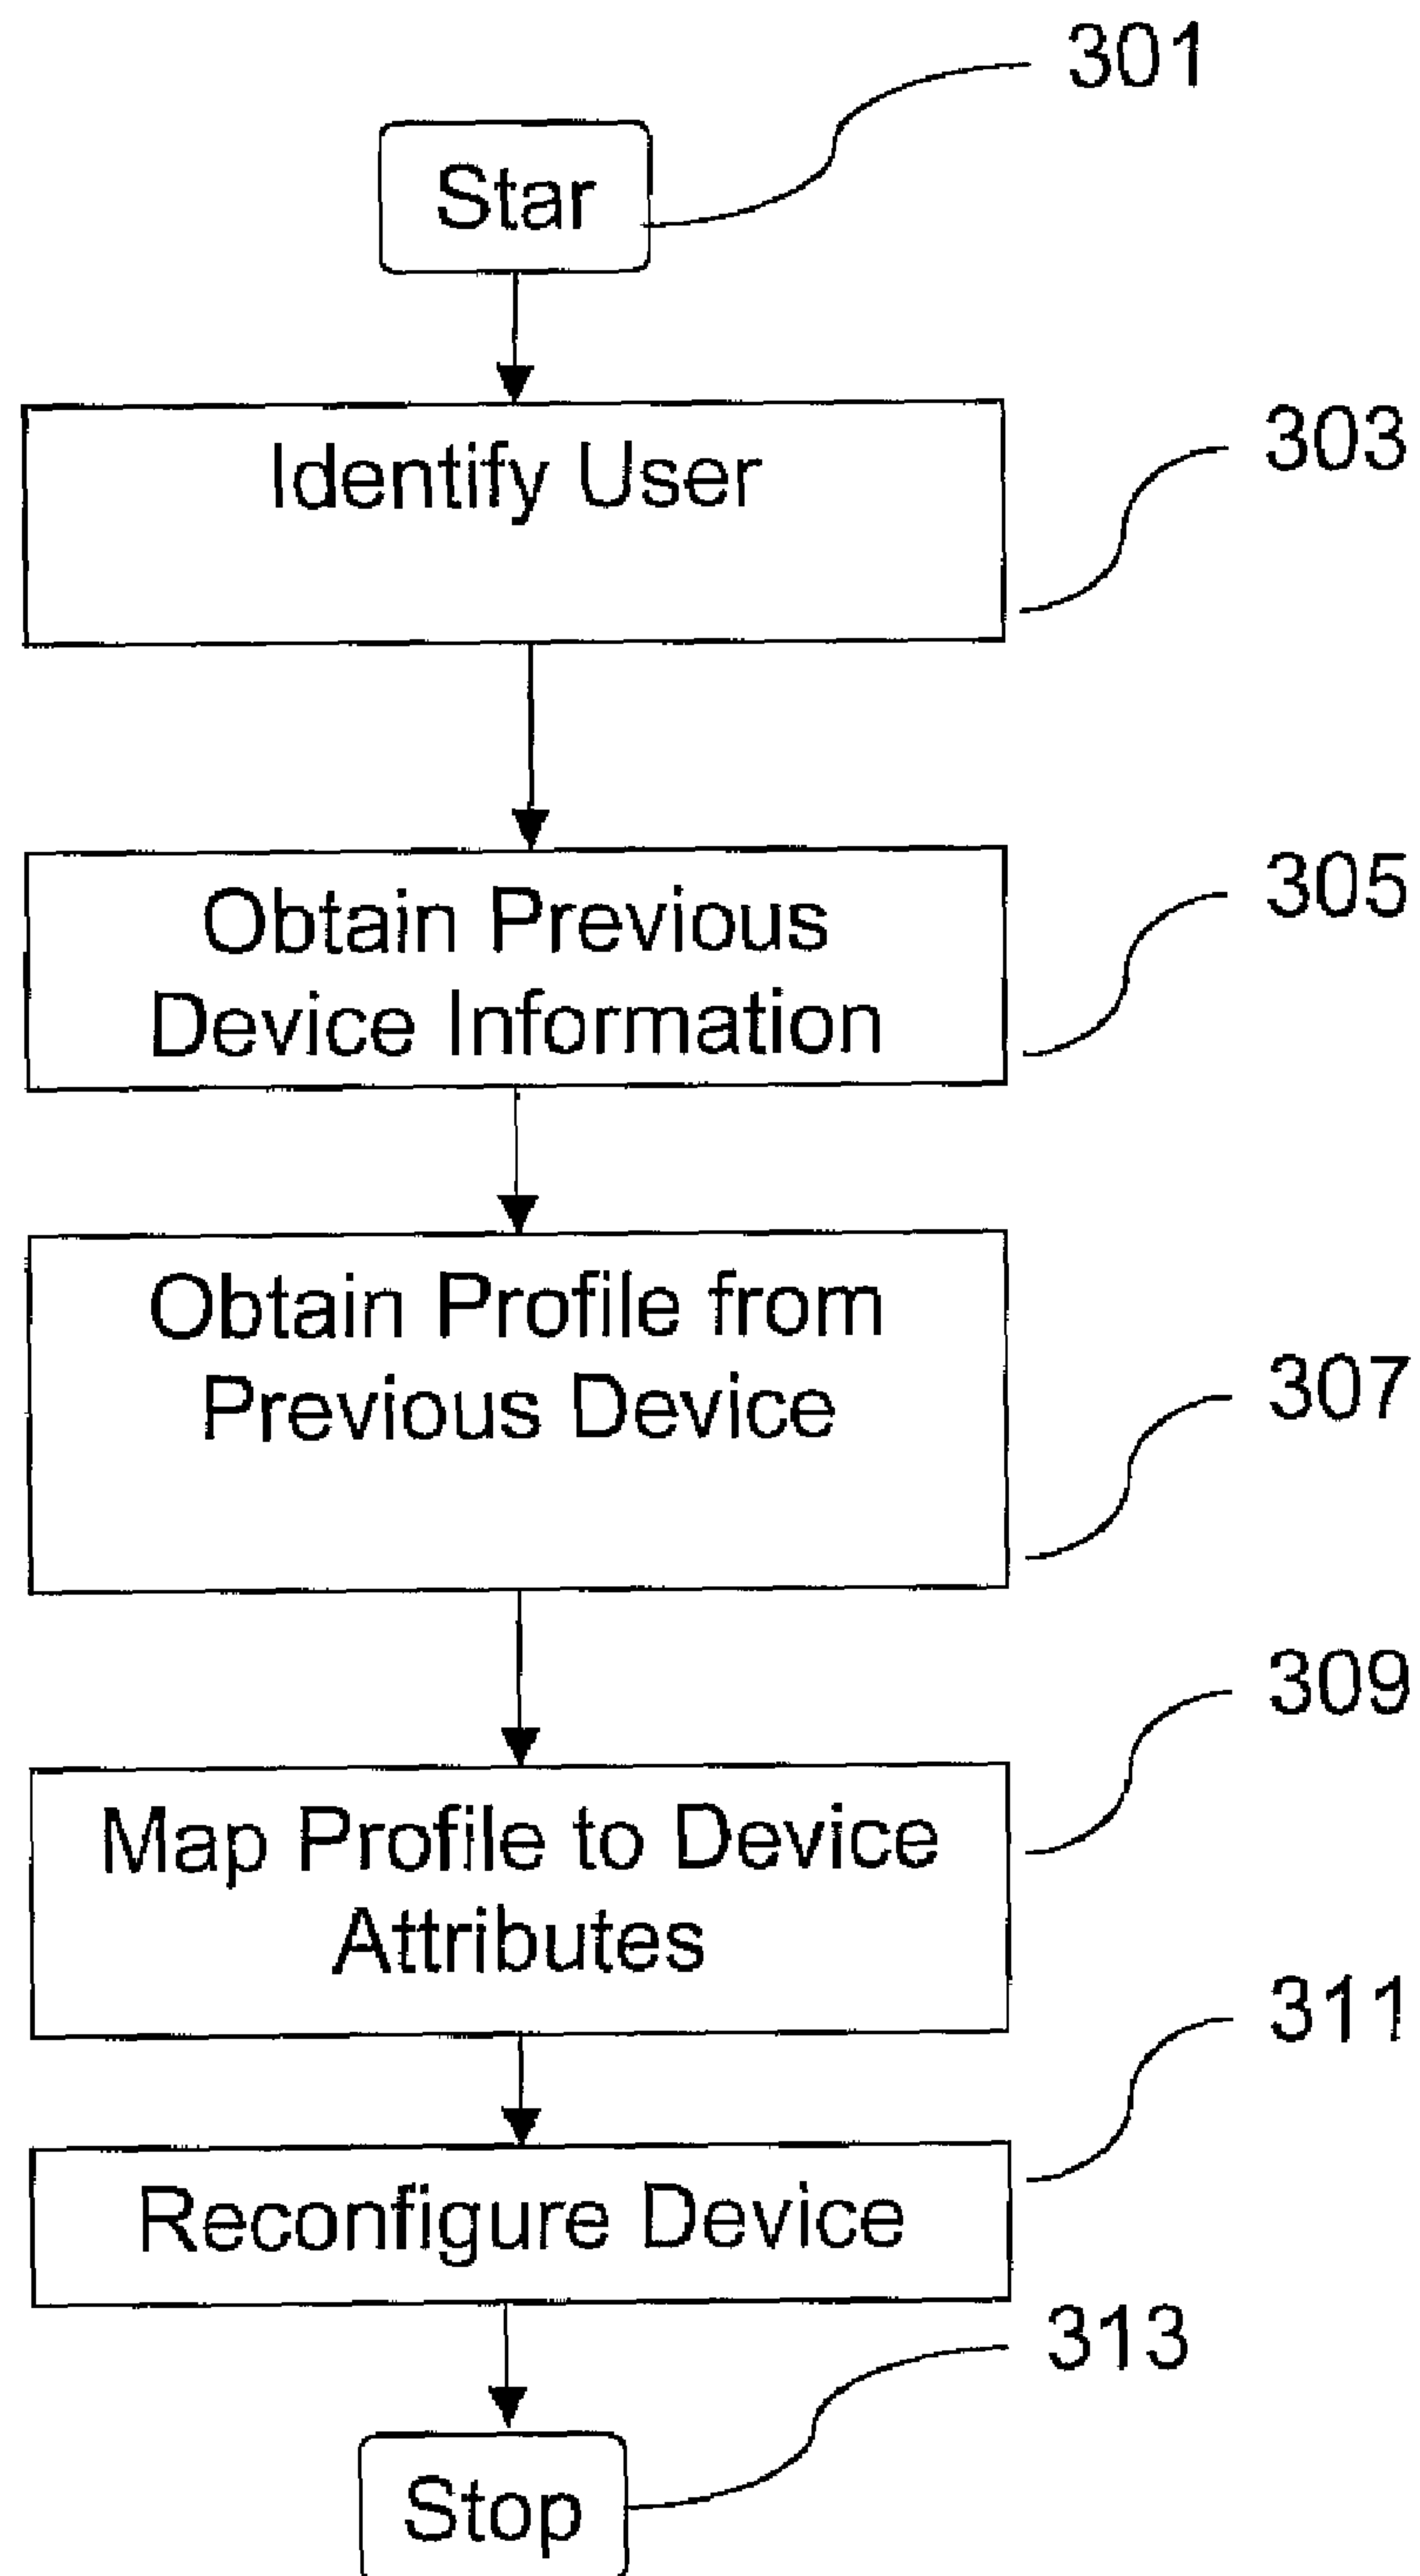 301
Star
Identify User
303
Obtain Previous
Device Information
305
Obtain Profile from
Previous Device
307
Map Profile to Device
Attributes
309
Reconfigure Device
311
Stop
313